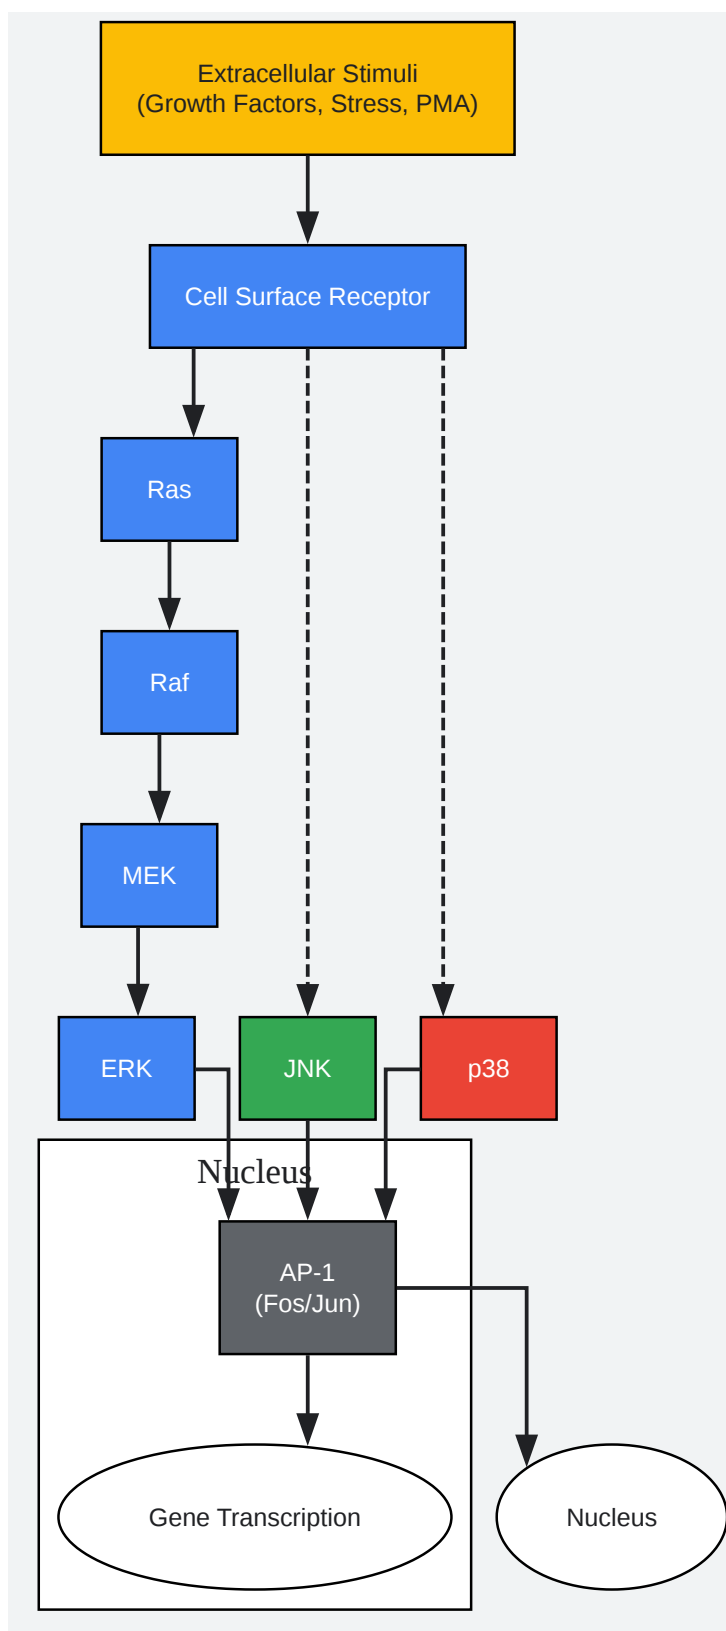 Extracellular Stimuli
(Growth Factors, Stress, PMA)
Cell Surface Receptor
Ras
Raf
MEK
ERK
JNK
p38
Nucleus
AP-1
(Fos/Jun)
Gene Transcription
Nucleus